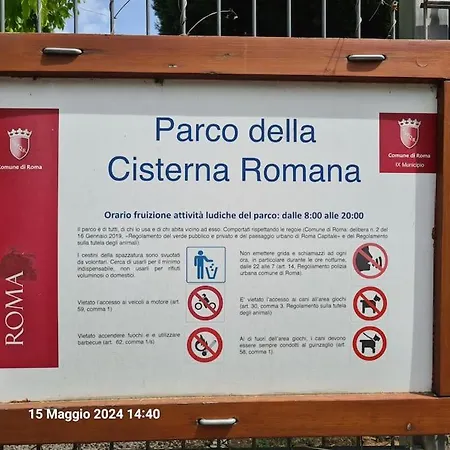 Comune di Roma
Parco della
Cisterna Romana
Comune di Roma
IX Municipio
Orario fruizione attività ludiche del parco: dalle 8:00 alle 20:00
Il parco è di tutti, di chi lo usa e di chi abita vicino ad esso. Comportati rispettando le regole (Comune di Roma: delibera n. 2 del
16 Gennaio 2019, «Regolamento del verde pubblico e privato e del paesaggio urbano di Roma Capitale» e del Regolamento
sulla tutela degli animali).
I cestini della spazzatura sono svuotati
da volontari. Cerca di usarli per il minimo
indispensabile, non usarli per rifiuti
voluminosi o domestici.
Non emettere grida e schiamazzi ad ogni
ora, in particolare durante le ore notturne,
dalle 22 alle 7 (art. 14, Regolamento polizia
urbana comune di Roma).
Vietato l'accesso ai veicoli a motore (art.
59, comma 1)
E' vietato l'accesso ai cani all'area giochi
(art. 30, comma 3, Regolamento sulla tutela
degli animali)
Vietato accendere fuochi e e utilizzare
barbecue (art. 62, comma 1/a)
Al di fuori dell'area giochi, i cani devono
essere sempre condotti al guinzaglio (art.
58, comma 1).
ROMA
15 Maggio 2024 14:40